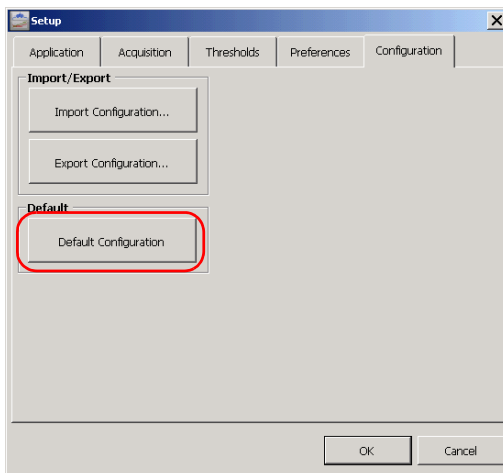 Setup
Application Acquisition Thresholds Preferences Configuration
Import/Export
Import Configuration...
Export Configuration...
Default
Default Configuration
OK Cancel